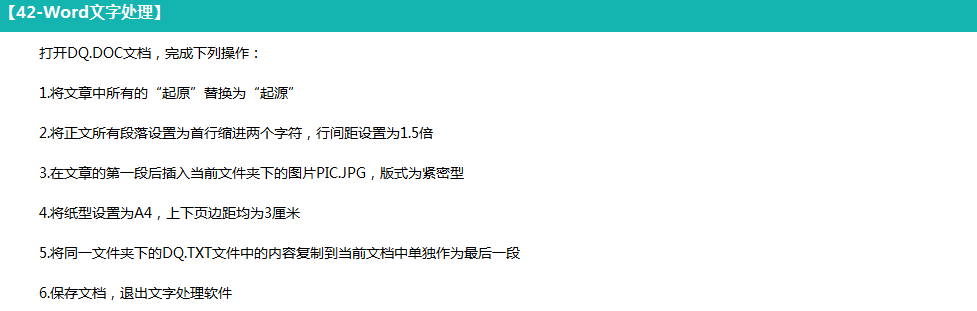 【42-Word文字处理】
打开DQ.DOC文档，完成下列操作：
1.将文章中所有的“起原”替换为“起源”
2.将正文所有段落设置为首行缩进两个字符，行间距设置为1.5倍
3.在文章的第一段后插入当前文件夹下的图片PIC.JPG，版式为紧密型
4.将纸型设置为A4，上下页边距均为3厘米
5.将同一文件夹下的DQ.TXT文件中的内容复制到当前文档中单独作为最后一段
6.保存文档，退出文字处理软件